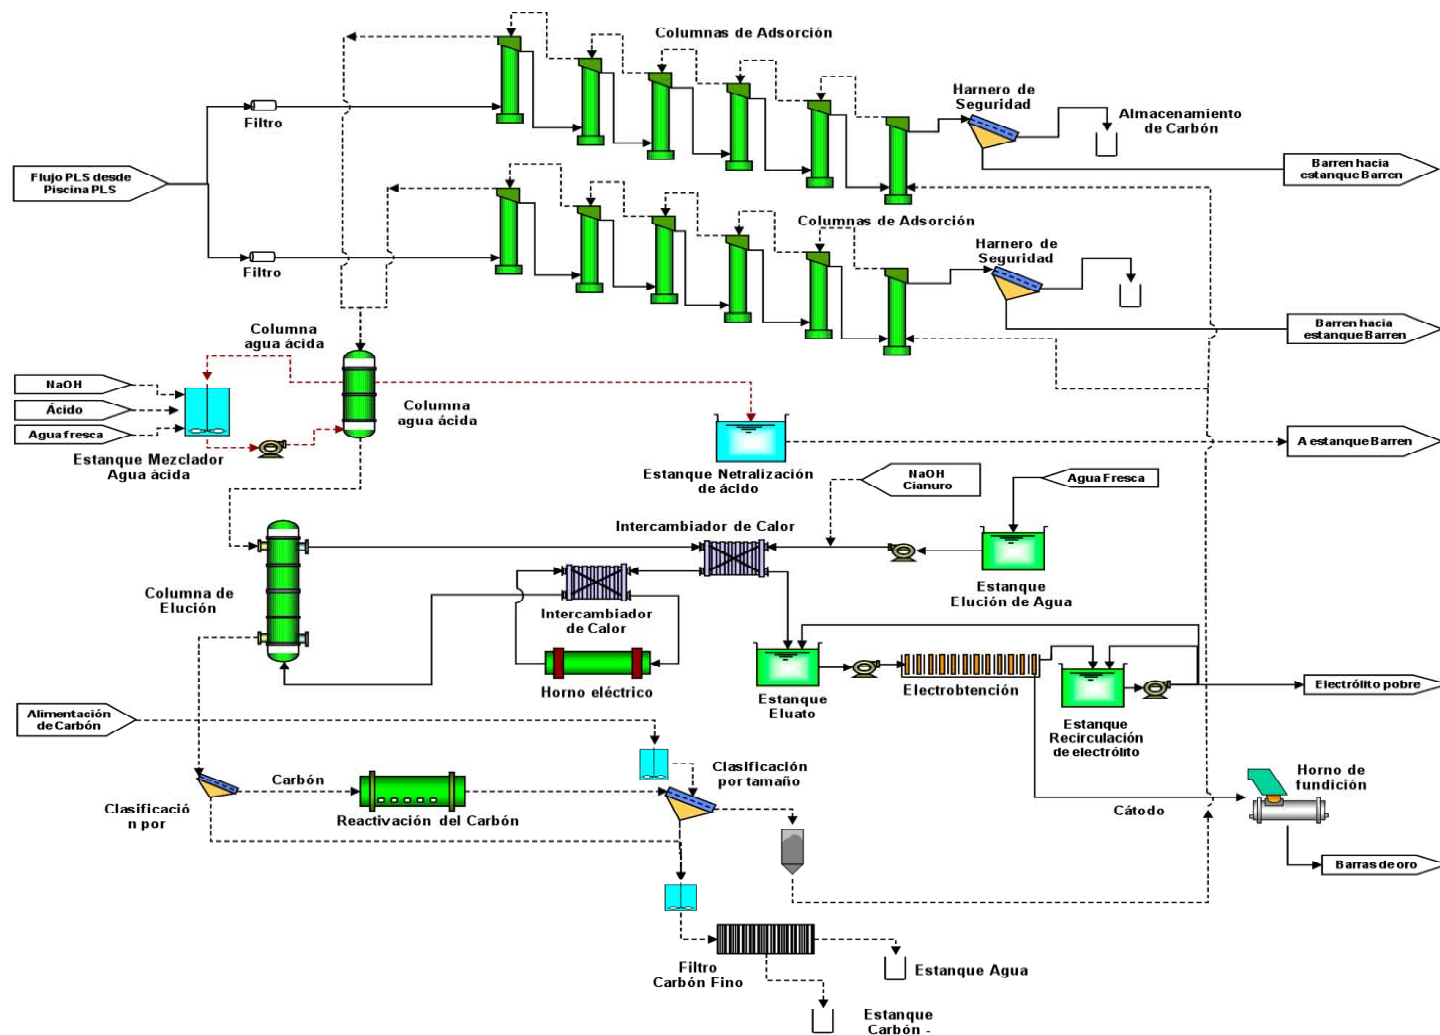 Columnas de Adsorción
Harnero de
Seguridad
Almacenamiento
de Carbón
Filtro
Flujo PLS desde
Piscina PLS
Barren hacia
estanque Barren
Columnas de Adsorción
Harnero de
Seguridad
Filtro
Barren hacia
estanque Barren
Columna
agua ácida
NaOH
Ácido
Agua fresca
Columna
agua ácida
Estanque Mezclador
Agua ácida
A estanque Barren
Estanque Netralización
de ácido
NaOH
Cianuro
Agua Fresca
Intercambiador de Calor
Estanque
Elución de Agua
Columna de
Elución
Intercambiador
de Calor
Horno eléctrico
Estanque
Eluato
Electrobtención
Electrólito pobre
Estanque
Recirculación
de electrólito
Alimentación
de Carbón
Clasificación
por tamaño
Horno de
fundición
Carbón
Clasificació
n por
Reactivación del Carbón
Cátodo
Barras de oro
Filtro
Carbón Fino
Estanque Agua
Estanque
Carbón -